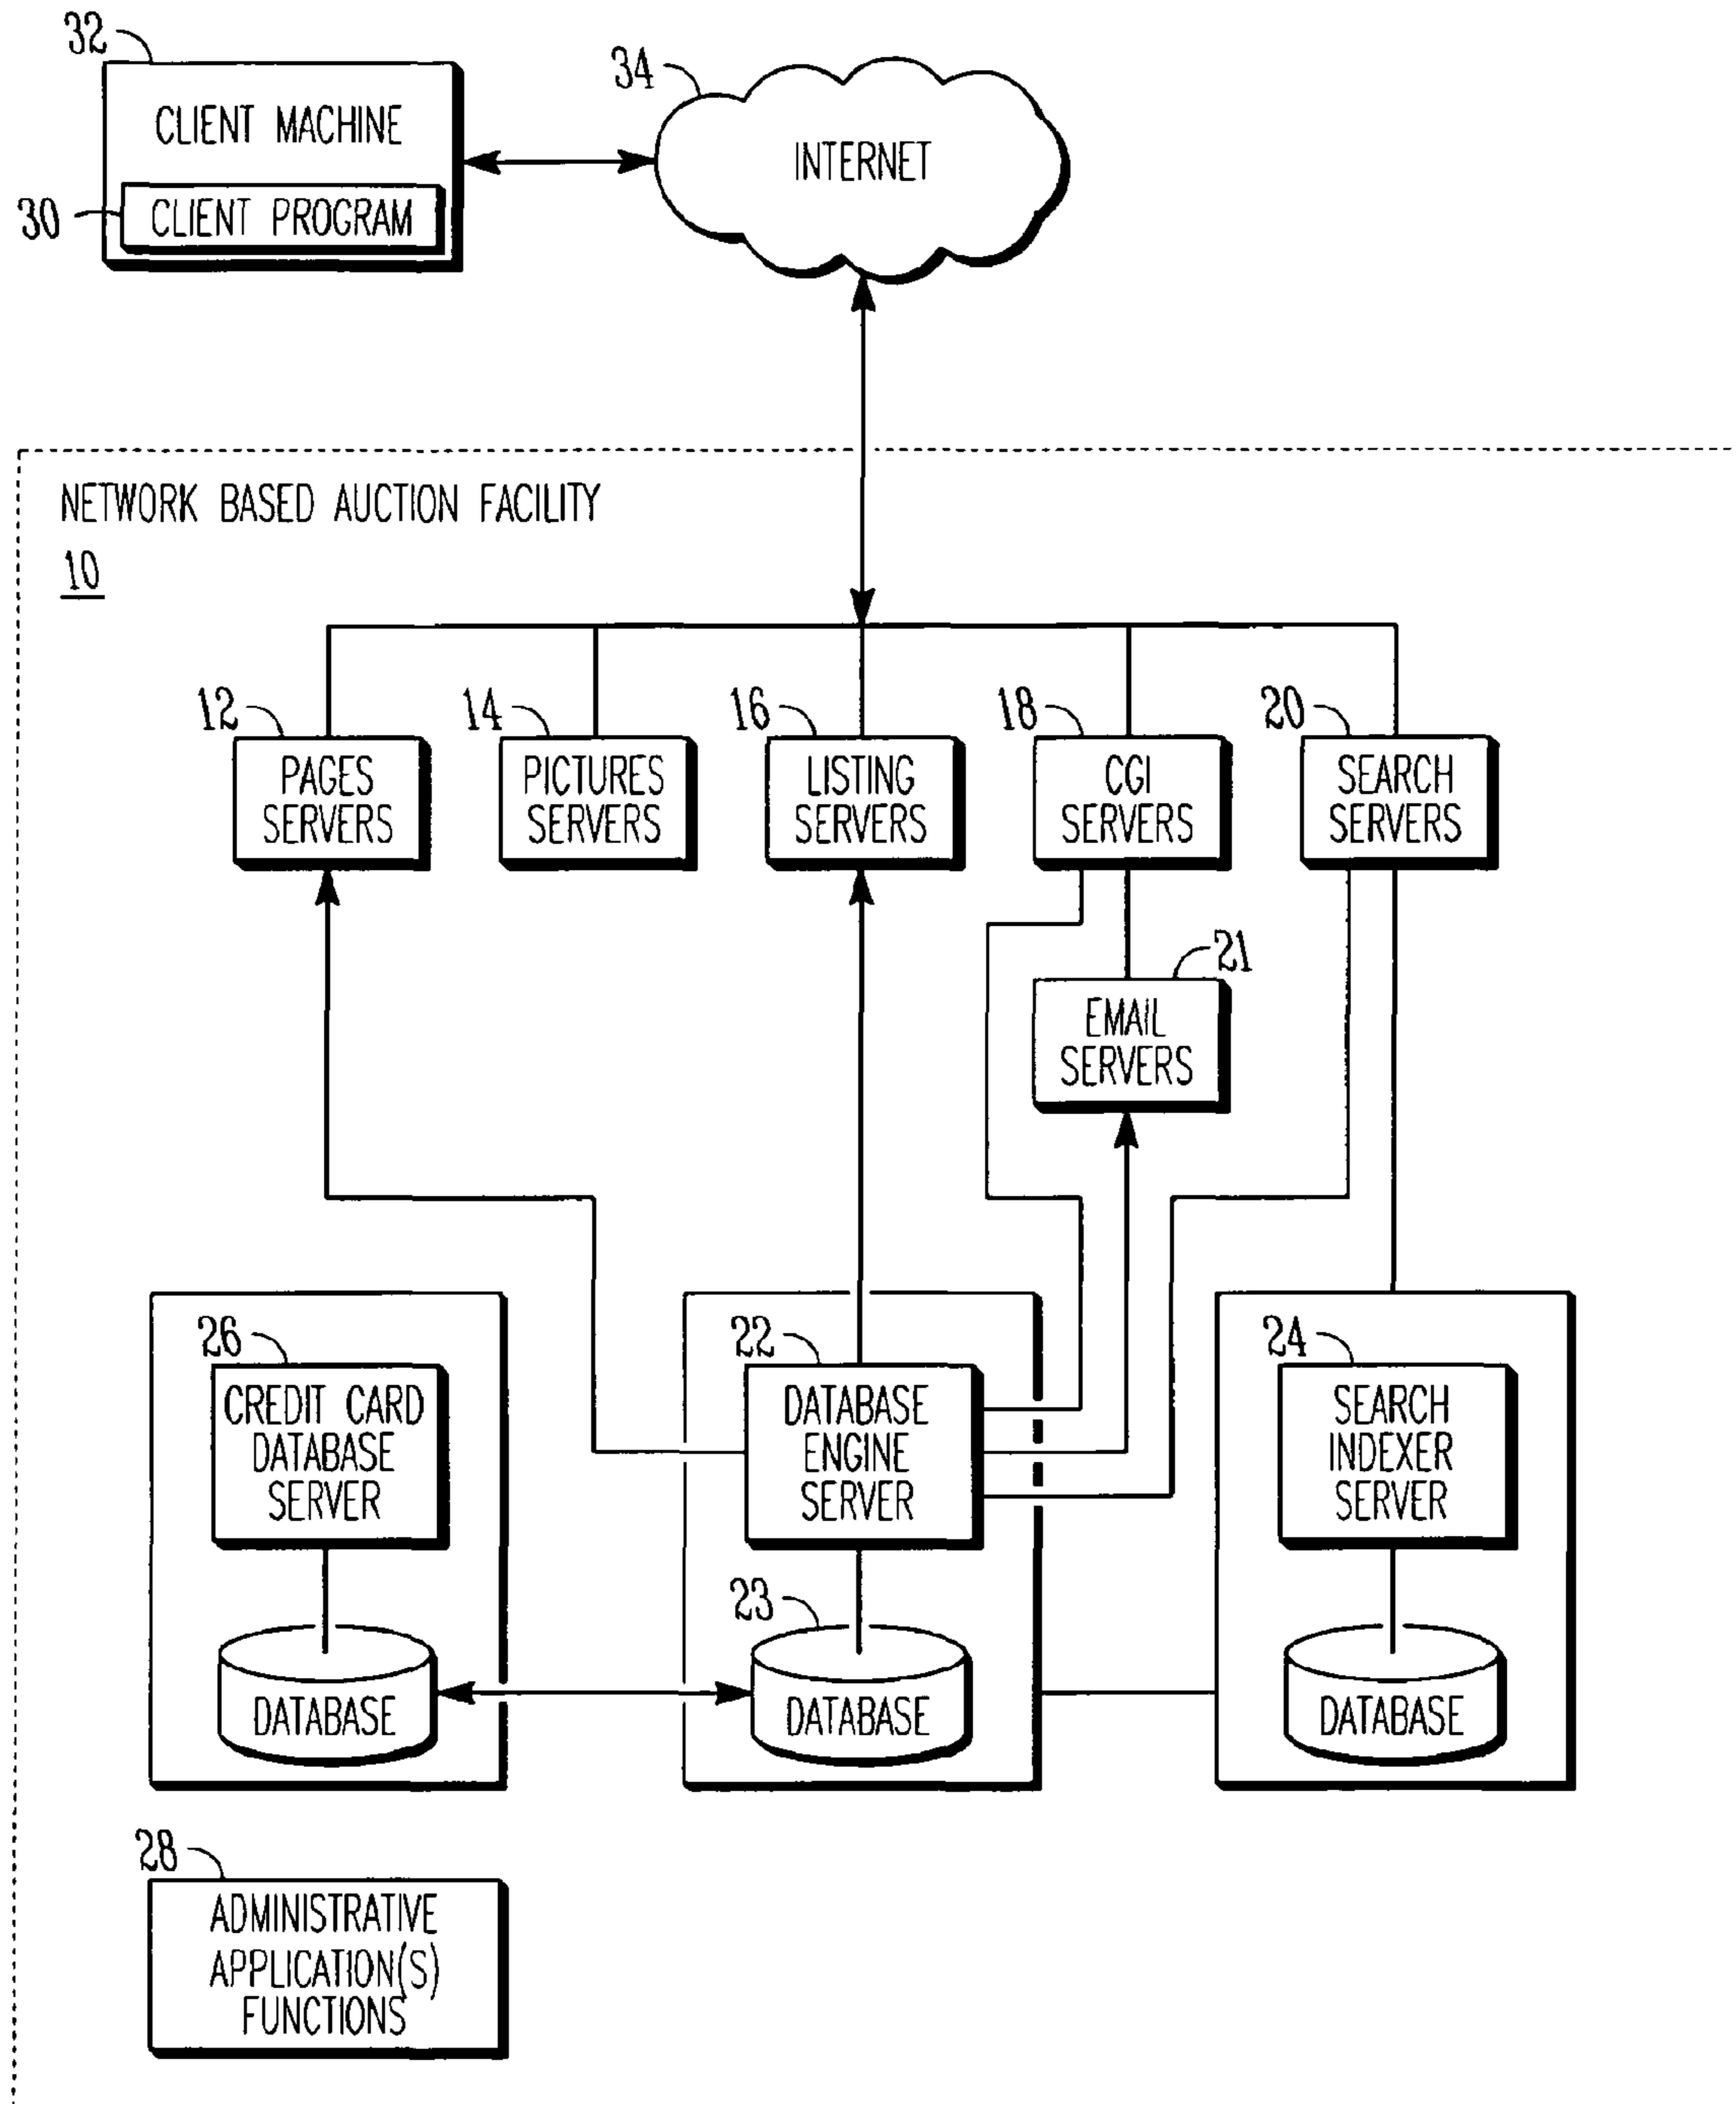 32
CLIENT MACHINE
30
CLIENT PROGRAM
34
INTERNET
NETWORK BASED AUCTION FACILITY
10
12
PAGES
SERVERS
14
PICTURES
SERVERS
16
LISTING
SERVERS
18
CGI
SERVERS
20
SEARCH
SERVERS
21
EMAIL
SERVERS
26
CREDIT CARD
DATABASE
SERVER
DATABASE
22
DATABASE
ENGINE
SERVER
23
DATABASE
24
SEARCH
INDEXER
SERVER
DATABASE
28
ADMINISTRATIVE
APPLICATION(S)
FUNCTIONS